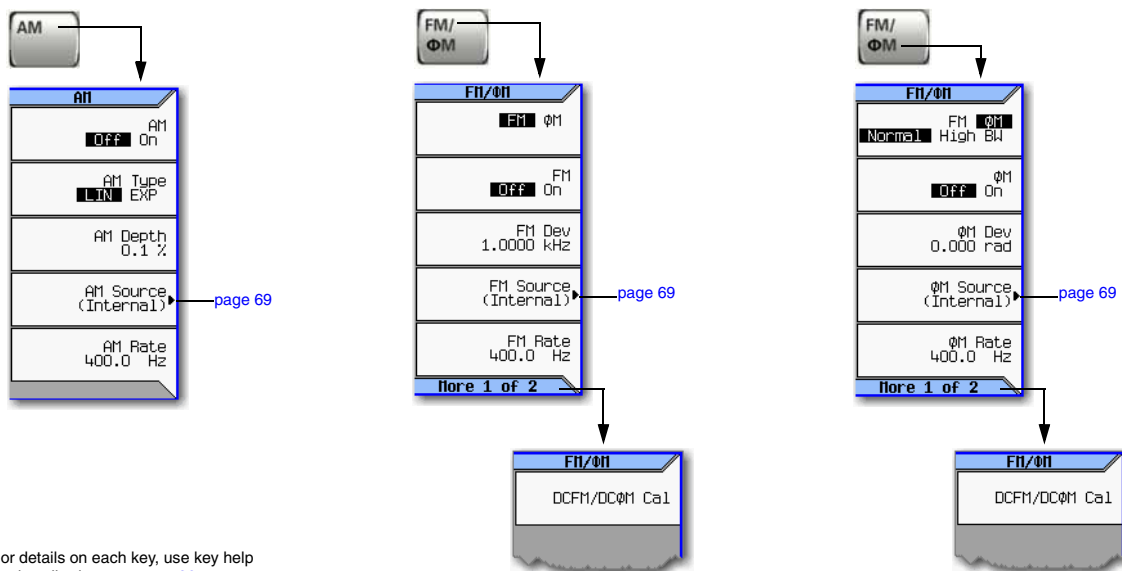 AM
AM
AM
Off On
AM Type
LIN EXP
AM Depth
0.1 %
AM Source
(Internal)
page 69
AM Rate
400.0 Hz
FM/
ΦM
FM/ΦM
FM ΦM
FM
Off On
FM Dev
1.0000 kHz
FM Source
(Internal)
page 69
FM Rate
400.0 Hz
More 1 of 2
FM/ΦM
DCFM/DCΦM Cal
FM/
ΦM
FM/ΦM
FM ΦM
Normal High BW
ΦM
Off On
ΦM Dev
0.000 rad
ΦM Source
(Internal)
page 69
ΦM Rate
400.0 Hz
More 1 of 2
FM/ΦM
DCFM/DCΦM Cal
or details on each key, use key help